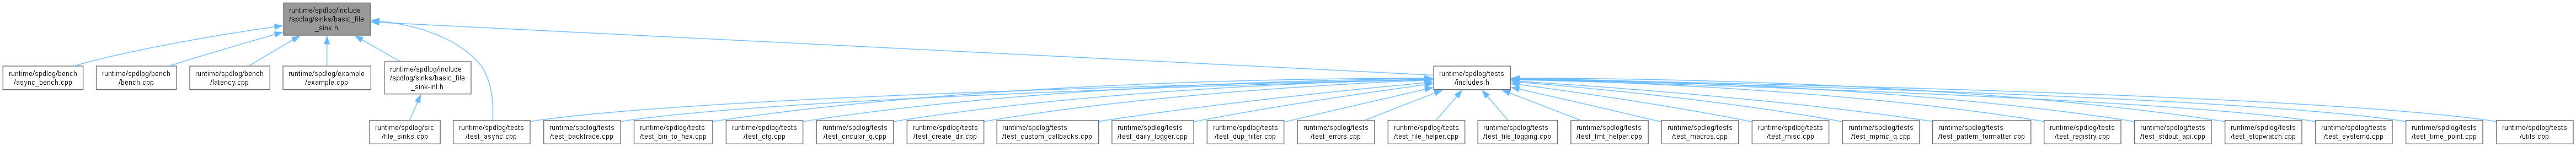 runtime/spdlog/include
/spdlog/sinks/basic_file
_sink.h
runtime/spdlog/bench
/async_bench.cpp
runtime/spdlog/bench
/bench.cpp
runtime/spdlog/bench
/latency.cpp
runtime/spdlog/example
/example.cpp
runtime/spdlog/include
/spdlog/sinks/basic_file
_sink-inl.h
runtime/spdlog/tests
/includes.h
runtime/spdlog/src
/file_sinks.cpp
runtime/spdlog/tests
/test_async.cpp
runtime/spdlog/tests
/test_backtrace.cpp
runtime/spdlog/tests
/test_bin_to_hex.cpp
runtime/spdlog/tests
/test_cfg.cpp
runtime/spdlog/tests
/test_circular_q.cpp
runtime/spdlog/tests
/test_create_dir.cpp
runtime/spdlog/tests
/test_custom_callbacks.cpp
runtime/spdlog/tests
/test_daily_logger.cpp
runtime/spdlog/tests
/test_dup_filter.cpp
runtime/spdlog/tests
/test_errors.cpp
runtime/spdlog/tests
/test_file_helper.cpp
runtime/spdlog/tests
/test_file_logging.cpp
runtime/spdlog/tests
/test_fmt_helper.cpp
runtime/spdlog/tests
/test_macros.cpp
runtime/spdlog/tests
/test_misc.cpp
runtime/spdlog/tests
/test_mpmc_q.cpp
runtime/spdlog/tests
/test_pattern_formatter.cpp
runtime/spdlog/tests
/test_registry.cpp
runtime/spdlog/tests
/test_stdout_api.cpp
runtime/spdlog/tests
/test_stopwatch.cpp
runtime/spdlog/tests
/test_systemd.cpp
runtime/spdlog/tests
/test_time_point.cpp
runtime/spdlog/tests
/utils.cpp